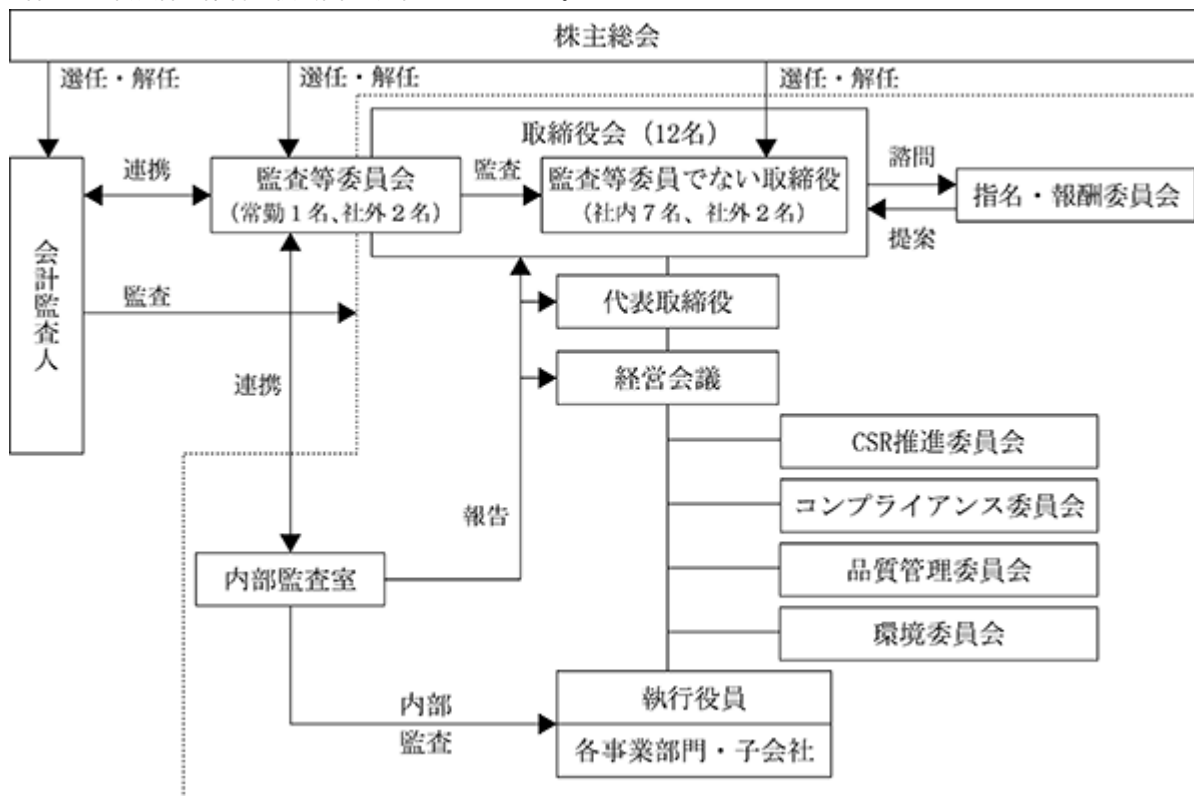 株主総会
選任・解任
選任・解任
選任・解任
取締役会（12名）
連携
監査等委員会
（常勤1名、社外2名）
監査
監査等委員でない取締役
（社内7名、社外2名）
諮問
指名・報酬委員会
提案
会計監査人
監査
代表取締役
連携
経営会議
CSR推進委員会
報告
コンプライアンス委員会
内部監査室
品質管理委員会
環境委員会
内部
監査
執行役員
各事業部門・子会社